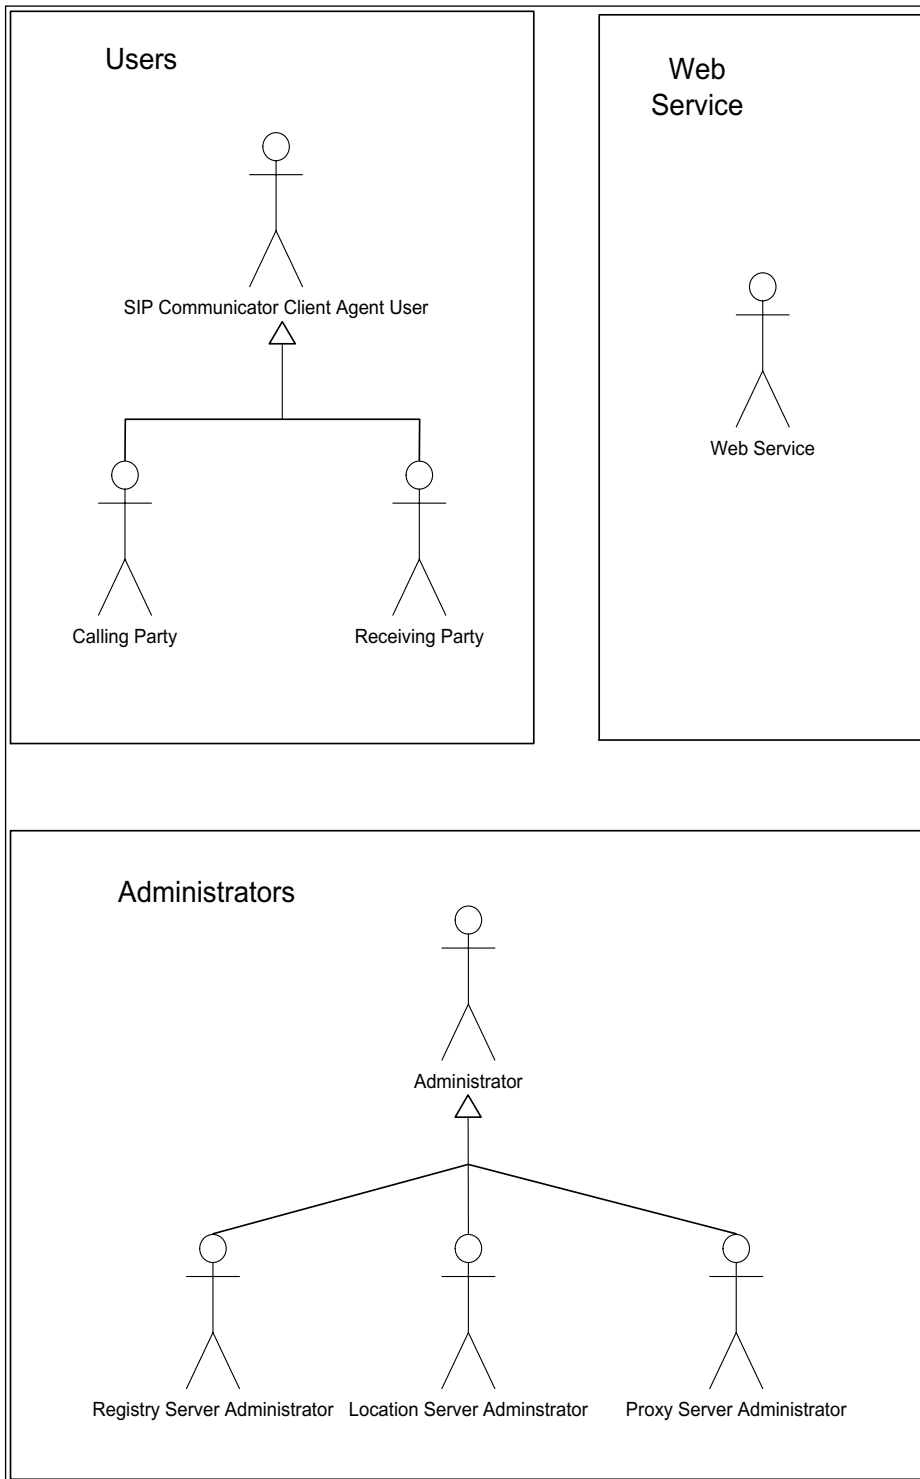 Users
SIP Communicator Client Agent User
Calling Party
Receiving Party
Web
Service
Web Service
Administrators
Administrator
Registry Server Administrator
Location Server Adminstrator
Proxy Server Administrator